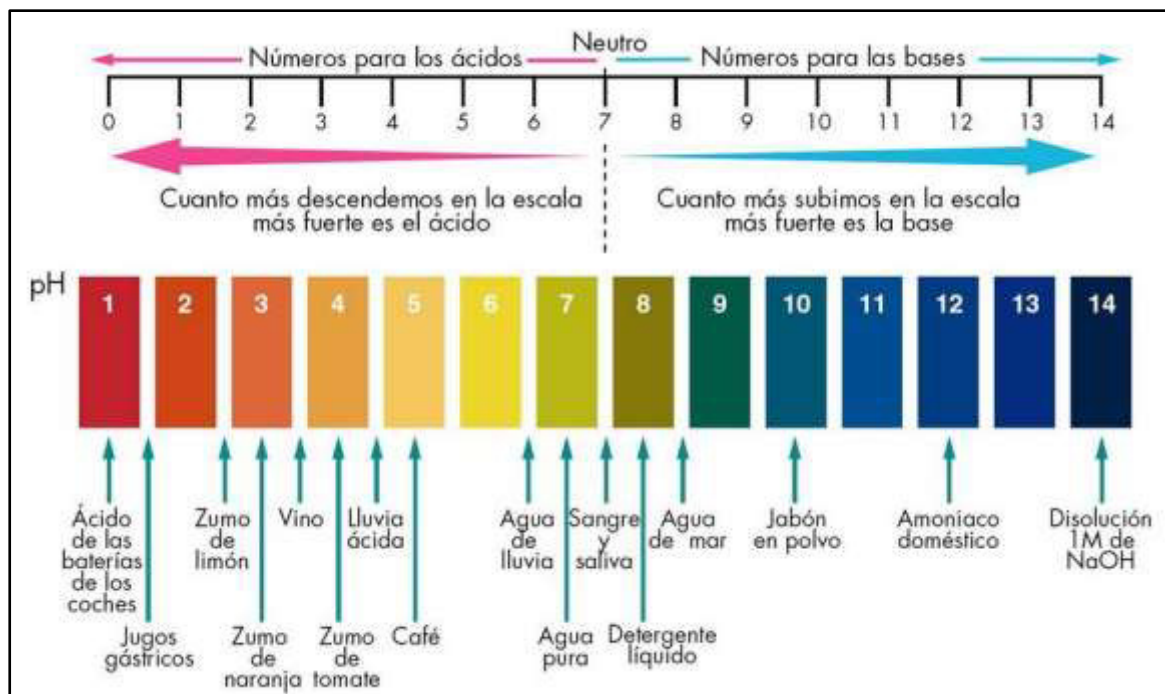 Neutro
Números para los ácidos
Números para las bases
0 1 2 3 4 5 6 7 8 9 10 11 12 13 14
Cuanto más descendemos en la escala
más fuerte es el ácido
Cuanto más subimos en la escala
más fuerte es la base
pH
1 2 3 4 5 6 7 8 9 10 11 12 13 14
Ácido
de las
baterías
de los
coches
Jugos
gástricos
Zumo
de
limón
Zumo
de
naranja
Vino
Zumo
de
tomate
Lluvia
ácida
Café
Agua
de
lluvia
Agua
pura
Sangre
y
saliva
Detergente
líquido
Agua
de mar
Jabón
en polvo
Amoniaco
doméstico
Disolución
1M de
NaOH